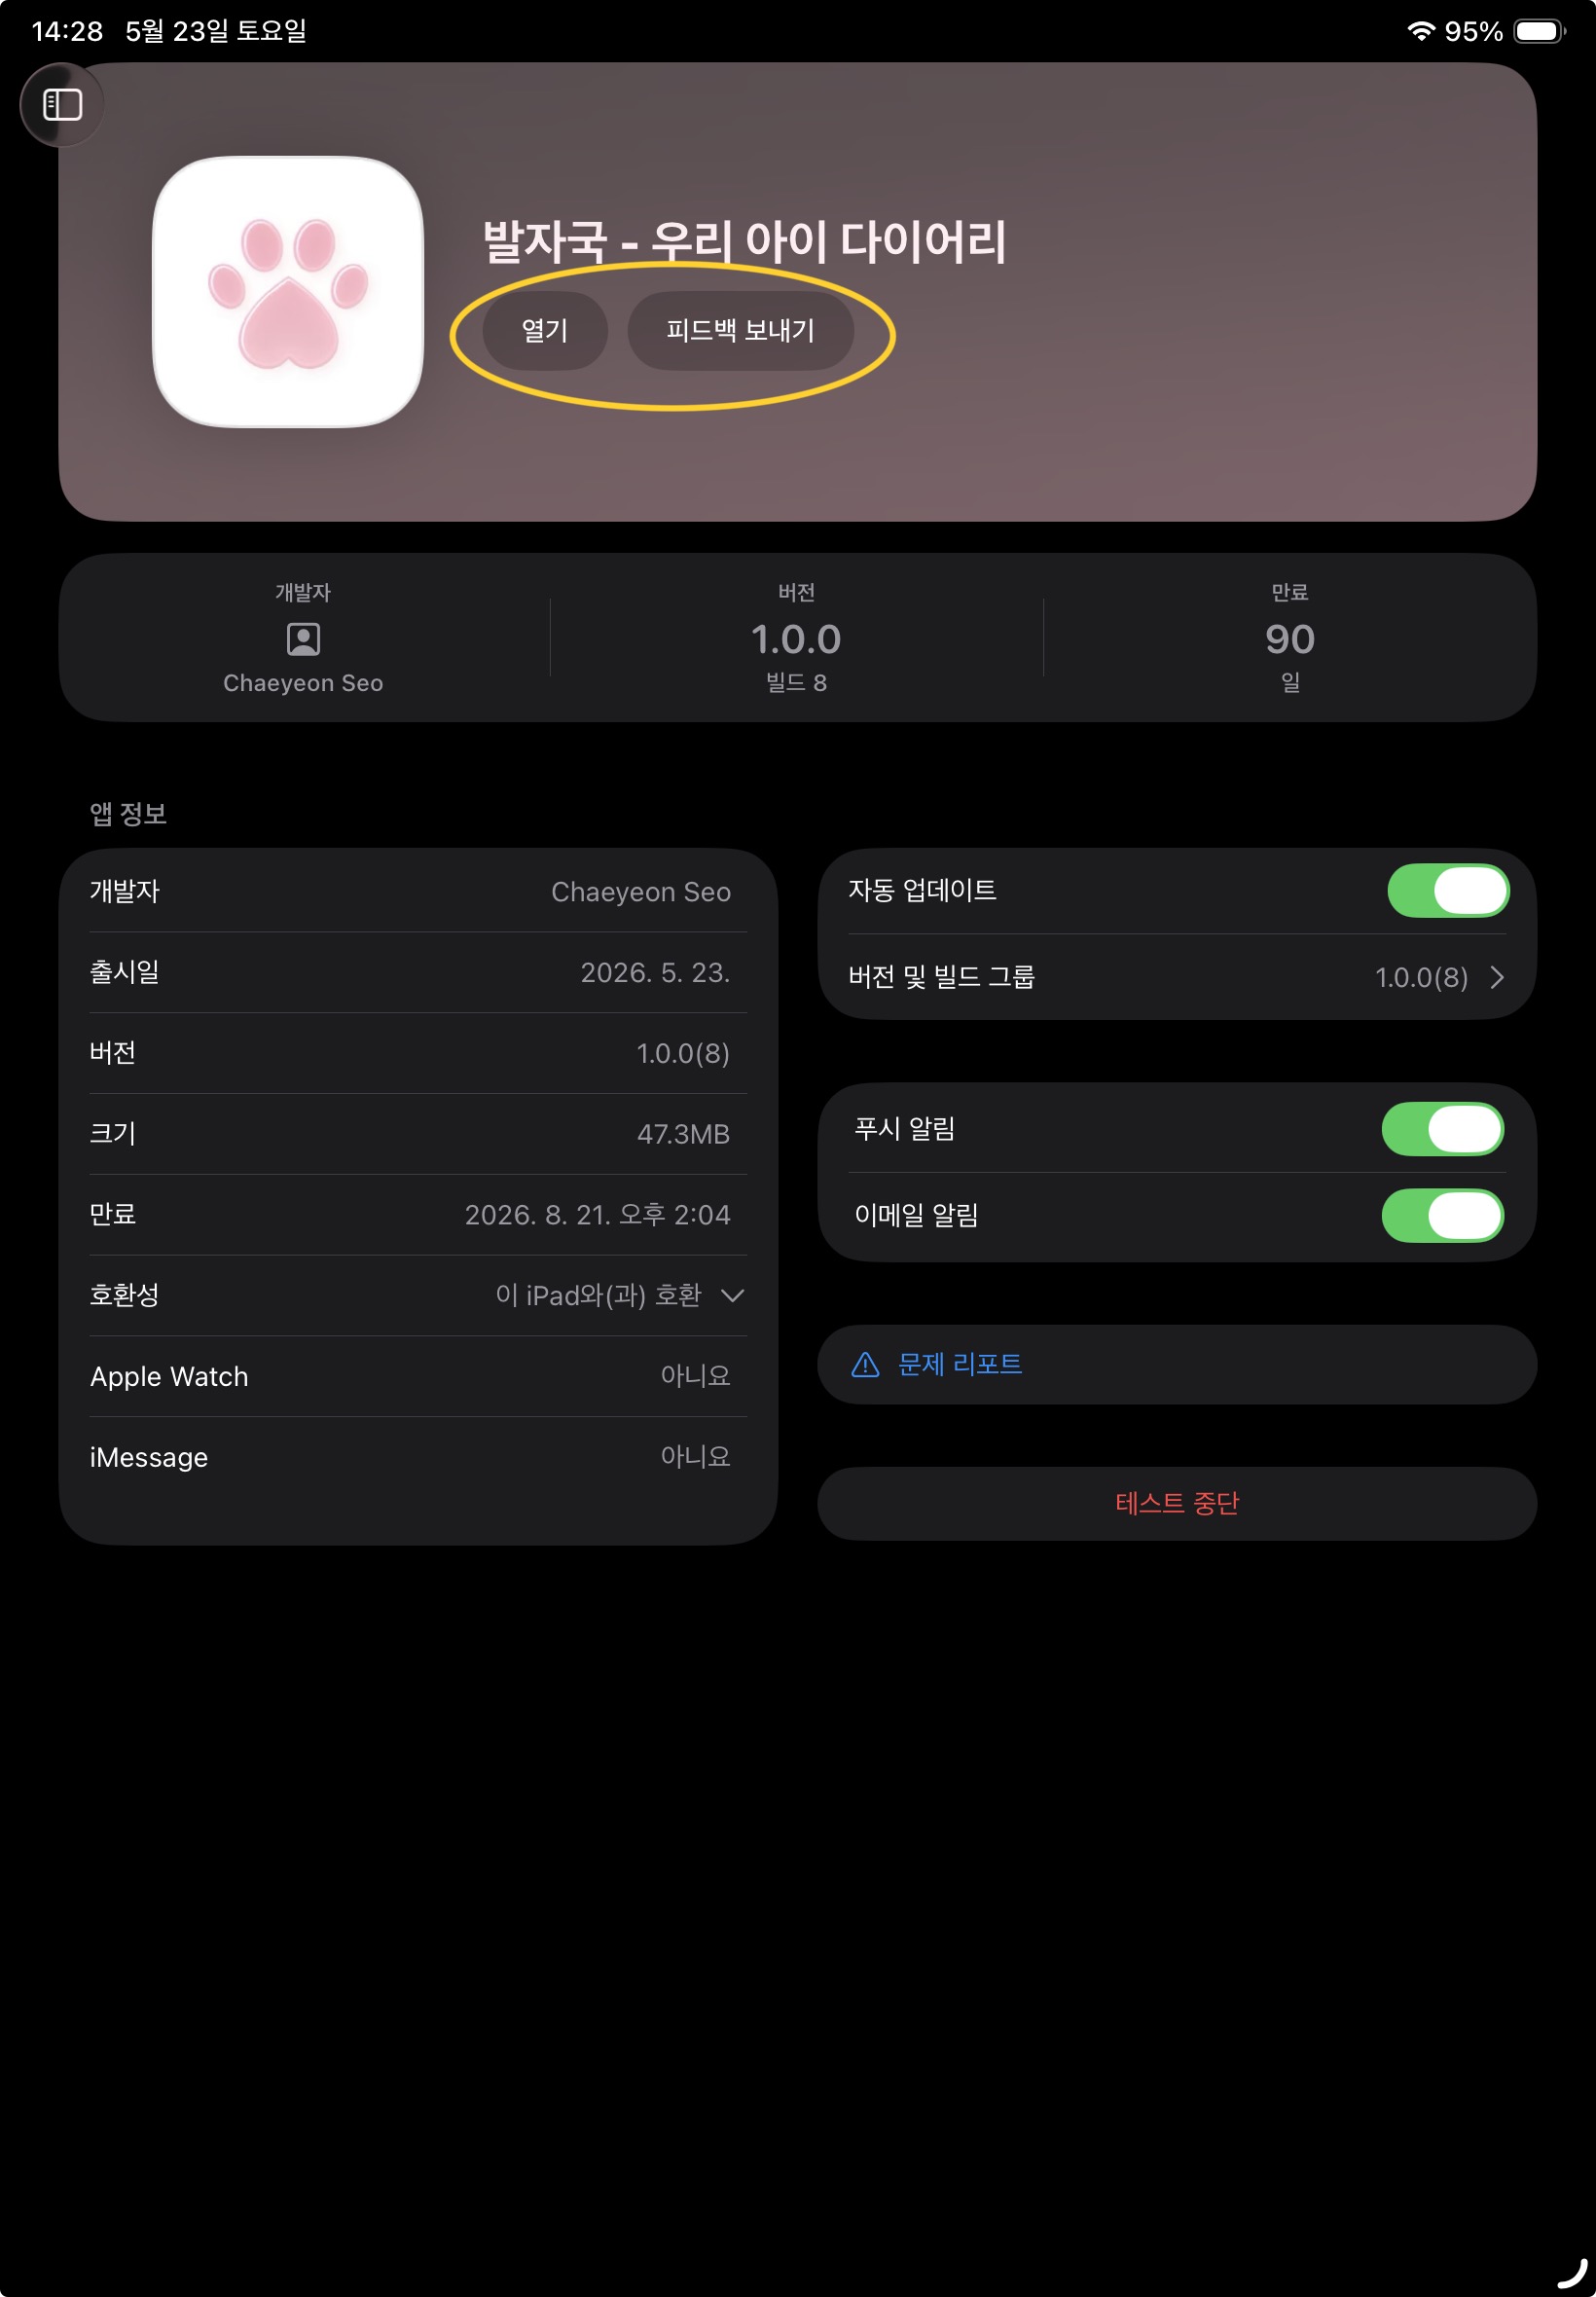 14:28 5월 23일 토요일
95%
발자국 - 우리 아이 다이어리
열기 피드백 보내기
개발자
Chaeyeon Seo
버전
1.0.0
빌드 8
만료
90
일
앱 정보
개발자 Chaeyeon Seo
출시일 2026. 5. 23.
버전 1.0.0(8)
크기 47.3MB
만료 2026. 8. 21. 오후 2:04
호환성 이 iPad와(과) 호환
Apple Watch 아니요
iMessage 아니요
자동 업데이트
버전 및 빌드 그룹 1.0.0(8)
푸시 알림
이메일 알림
문제 리포트
테스트 중단